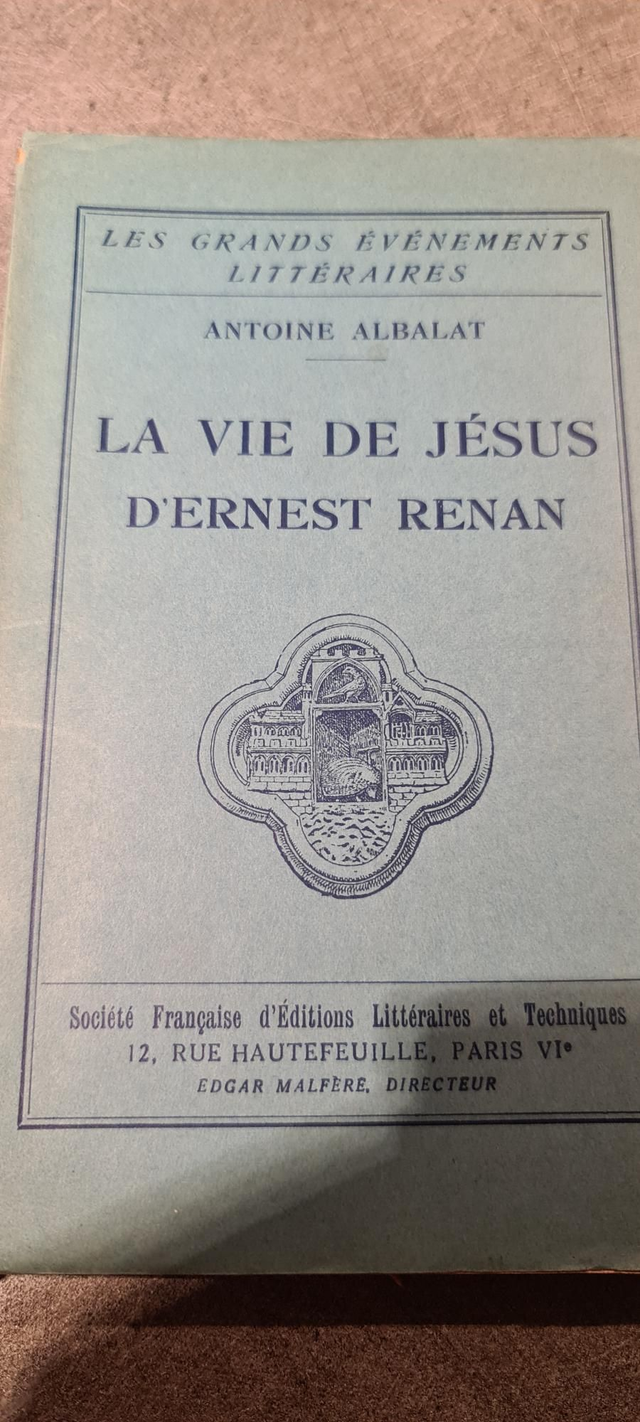 LES GRANDS ÉVÉNEMENTS
LITTÉRAIRES
ANTOINE ALBALAT
LA VIE DE JÉSUS
D'ERNEST RENAN
Société Française d'Éditions Littéraires et Techniques
12, RUE HAUTEFEUILLE, PARIS VIe
EDGAR MALFÈRE, DIRECTEUR